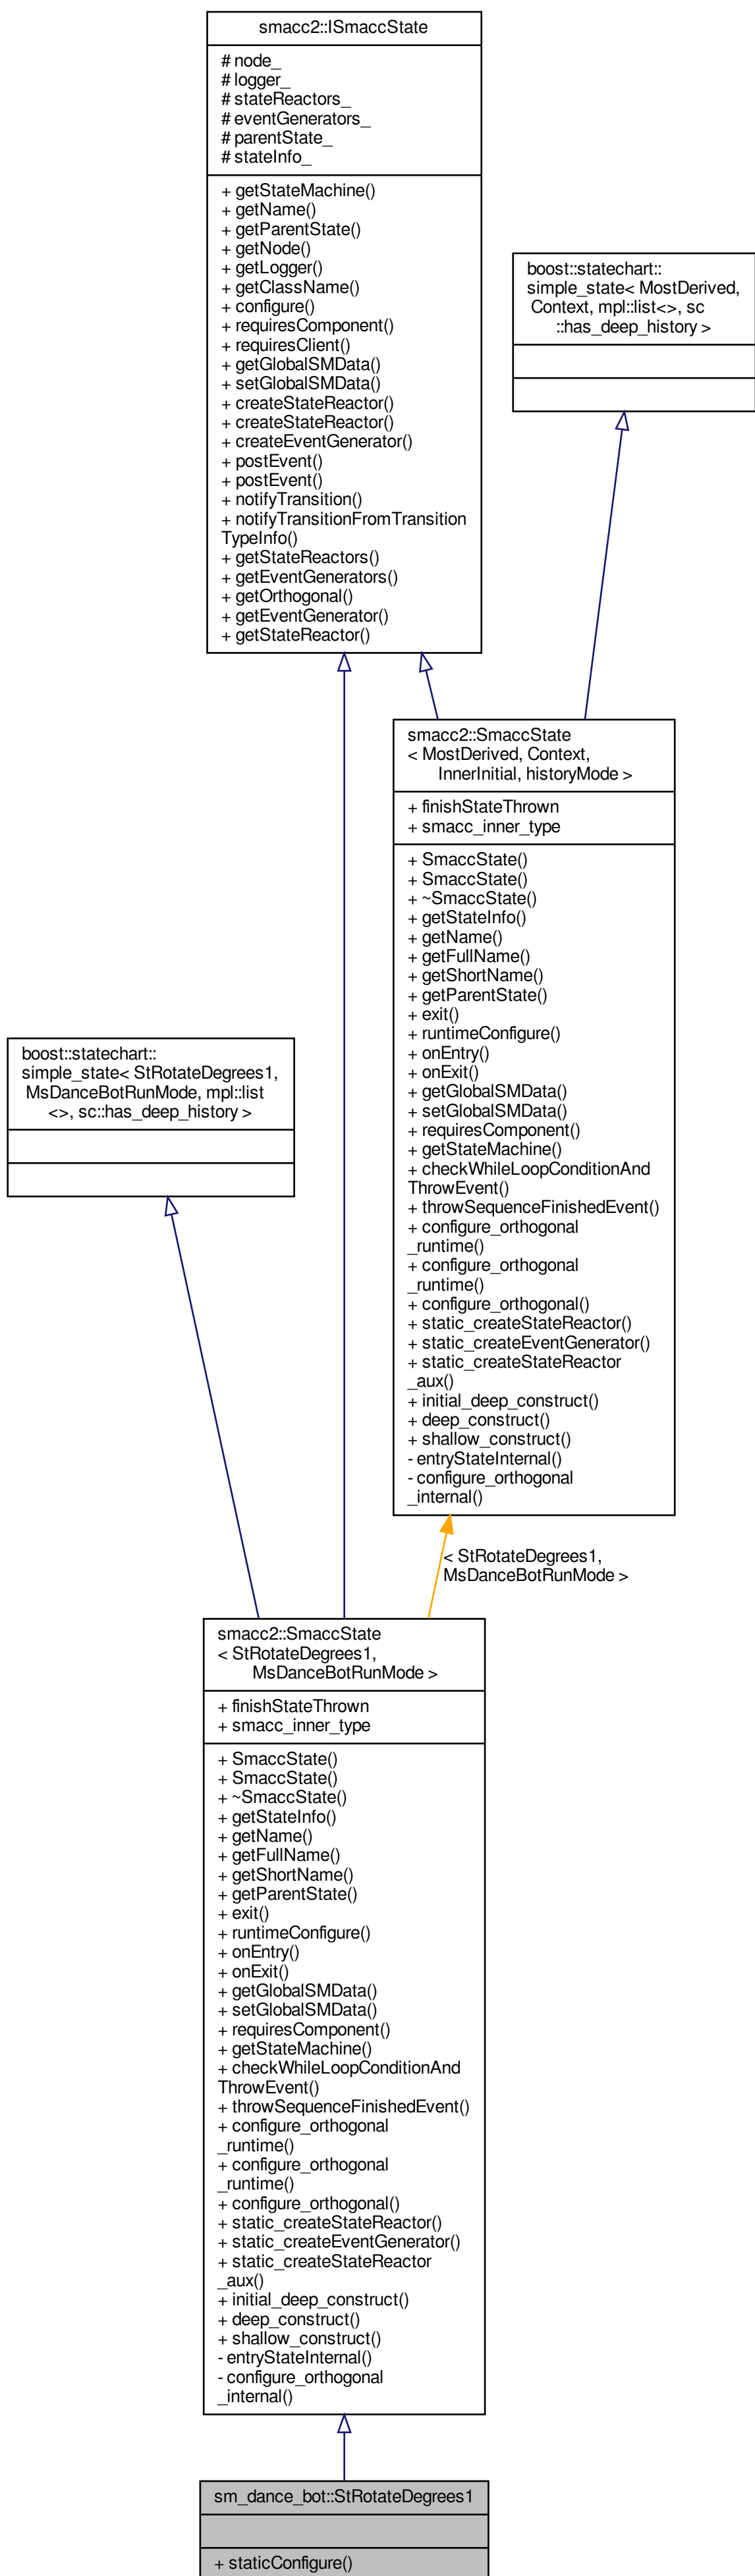 smacc2::ISmaccState
# node_
# logger_
# stateReactors_
# eventGenerators_
# parentState_
# stateInfo_
+ getStateMachine()
+ getName()
+ getParentState()
+ getNode()
+ getLogger()
+ getClassName()
+ configure()
+ requiresComponent()
+ requiresClient()
+ getGlobalSMData()
+ setGlobalSMData()
+ createStateReactor()
+ createStateReactor()
+ createEventGenerator()
+ postEvent()
+ postEvent()
+ notifyTransition()
+ notifyTransitionFromTransition
TypeInfo()
+ getStateReactors()
+ getEventGenerators()
+ getOrthogonal()
+ getEventGenerator()
+ getStateReactor()
boost::statechart::
simple_state< MostDerived,
Context, mpl::list<>, sc
::has_deep_history >
smacc2::SmaccState
< MostDerived, Context,
InnerInitial, historyMode >
+ finishStateThrown
+ smacc_inner_type
+ SmaccState()
+ SmaccState()
+ ~SmaccState()
+ getStateInfo()
+ getName()
+ getFullName()
+ getShortName()
+ getParentState()
+ exit()
+ runtimeConfigure()
+ onEntry()
+ onExit()
+ getGlobalSMData()
+ setGlobalSMData()
+ requiresComponent()
+ getStateMachine()
+ checkWhileLoopConditionAnd
ThrowEvent()
+ throwSequenceFinishedEvent()
+ configure_orthogonal
_runtime()
+ configure_orthogonal
_runtime()
+ configure_orthogonal()
+ static_createStateReactor()
+ static_createEventGenerator()
+ static_createStateReactor
_aux()
+ initial_deep_construct()
+ deep_construct()
+ shallow_construct()
- entryStateInternal()
- configure_orthogonal
_internal()
boost::statechart::
simple_state< StRotateDegrees1,
MsDanceBotRunMode, mpl::list
<>, sc::has_deep_history >
< StRotateDegrees1,
MsDanceBotRunMode >
smacc2::SmaccState
< StRotateDegrees1,
MsDanceBotRunMode >
+ finishStateThrown
+ smacc_inner_type
+ SmaccState()
+ SmaccState()
+ ~SmaccState()
+ getStateInfo()
+ getName()
+ getFullName()
+ getShortName()
+ getParentState()
+ exit()
+ runtimeConfigure()
+ onEntry()
+ onExit()
+ getGlobalSMData()
+ setGlobalSMData()
+ requiresComponent()
+ getStateMachine()
+ checkWhileLoopConditionAnd
ThrowEvent()
+ throwSequenceFinishedEvent()
+ configure_orthogonal
_runtime()
+ configure_orthogonal
_runtime()
+ configure_orthogonal()
+ static_createStateReactor()
+ static_createEventGenerator()
+ static_createStateReactor
_aux()
+ initial_deep_construct()
+ deep_construct()
+ shallow_construct()
- entryStateInternal()
- configure_orthogonal
_internal()
sm_dance_bot::StRotateDegrees1
+ staticConfigure()